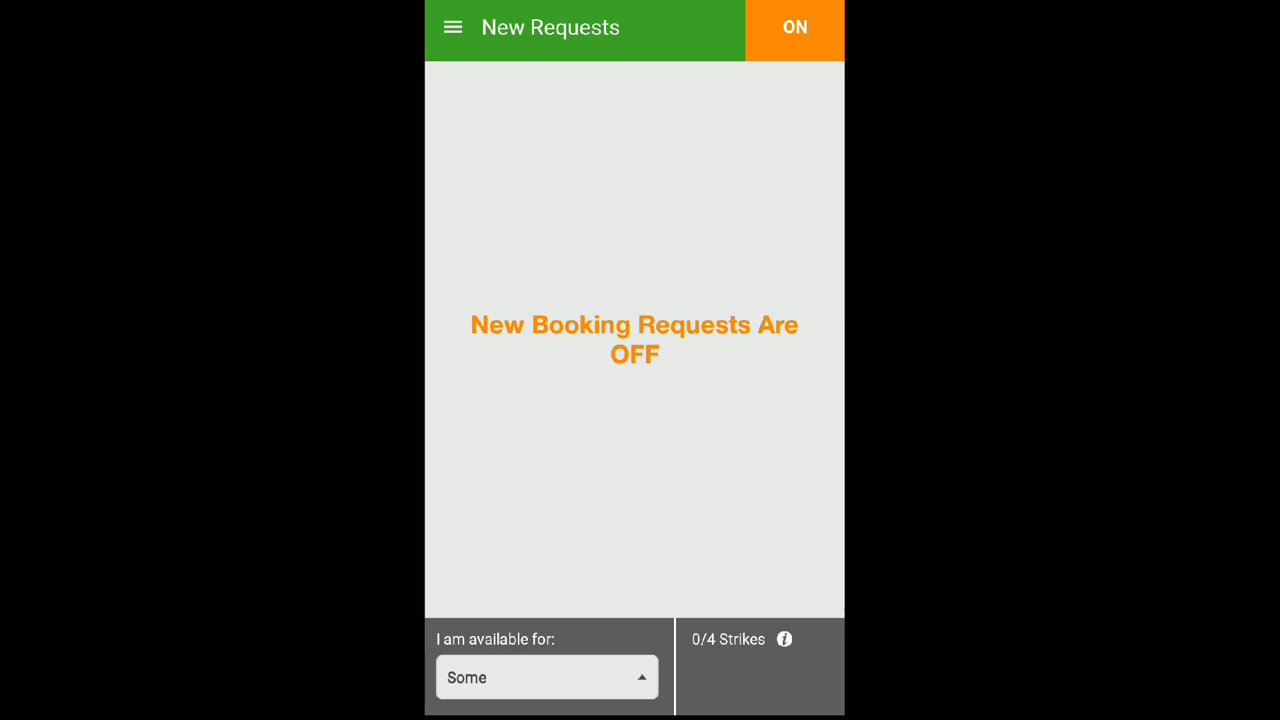 New Requests
ON
New Booking Requests Are
OFF
I am available for:
0/4 Strikes
Some